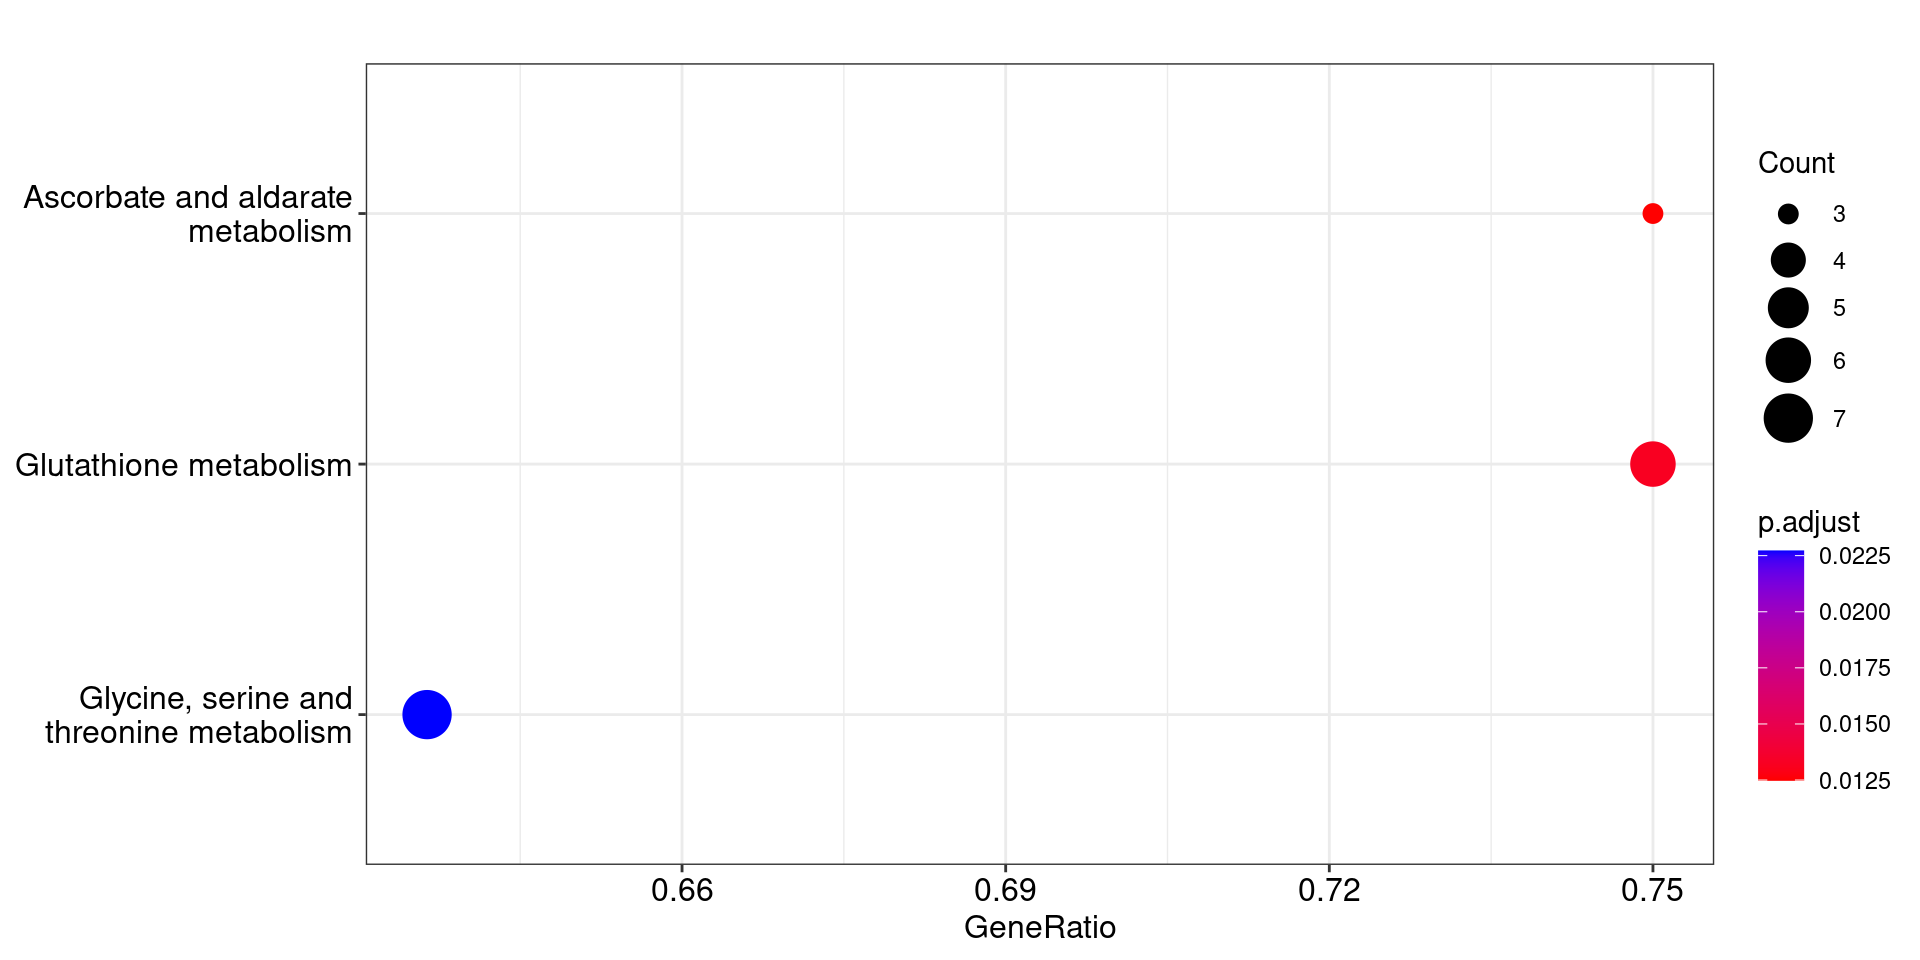 Ascorbate and aldarate
metabolism
Glutathione metabolism
Glycine, serine and
threonine metabolism
0.66
0.69
0.72
0.75
GeneRatio
Count
3
4
5
6
7
p.adjust
0.0225
0.0200
0.0175
0.0150
0.0125